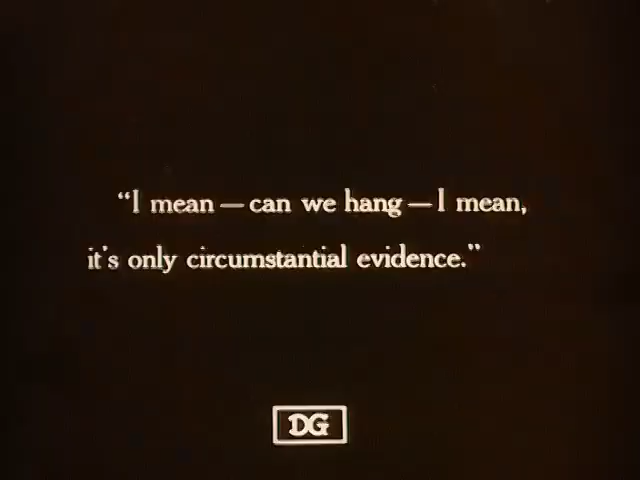 “I mean — can we hang — I mean,
it's only circumstantial evidence.”
DG